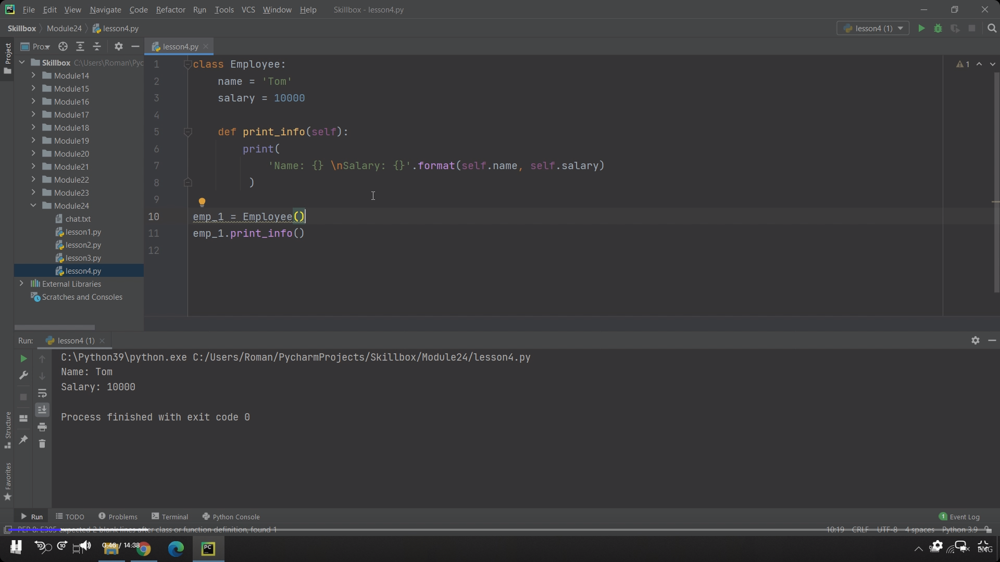 PC File Edit View Navigate Code Refactor Run Tools VCS Window Help Skillbox - lesson4.py
Skillbox Module24 lesson4.py lesson4 (1)
Project
Pro... lesson4.py
Skillbox C:\Users\Roman\Pyc
Module14
Module15
Module16
Module17
Module18
Module19
Module20
Module21
Module22
Module23
Module24
chat.txt
lesson1.py
lesson2.py
lesson3.py
lesson4.py
External Libraries
Scratches and Consoles
1 class Employee:
2 name = 'Tom'
3 salary = 10000
4
5 def print_info(self):
6 print(
7 'Name: {} \nSalary: {}'.format(self.name, self.salary)
8 )
9
10 emp_1 = Employee()
11 emp_1.print_info()
12
1
Run: lesson4 (1)
C:\Python39\python.exe C:/Users/Roman/PycharmProjects/Skillbox/Module24/lesson4.py
Name: Tom
Salary: 10000
Process finished with exit code 0
Structure
Favorites
Run TODO Problems Terminal Python Console 1 Event Log
PEP 8: E305 expected 2 blank lines after class or function definition, found 1 10:19 CRLF UTF-8 4 spaces Python 3.9
10 10 0:46 / 14:38 PC ENG